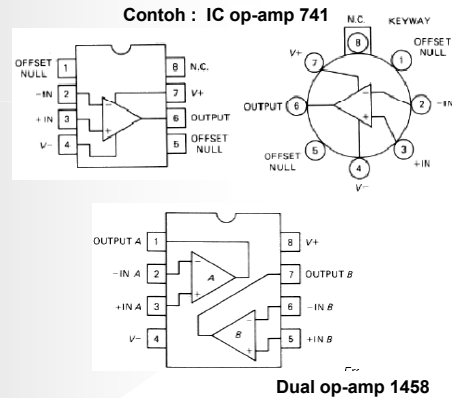 Contoh : IC op-amp 741
OFFSET NULL 1
-IN 2
+ IN 3
V- 4
8 N.C.
7 V+
6 OUTPUT
5 OFFSET NULL
N.C.
KEYWAY
8
V+ 7
1 OFFSET NULL
OUTPUT 6
2 -IN
OFFSET NULL 5
3 +IN
4
V-
OUTPUT A 1
-IN A 2
+IN A 3
V- 4
8 V+
7 OUTPUT B
6 -IN B
5 +IN B
A
B
Dual op-amp 1458